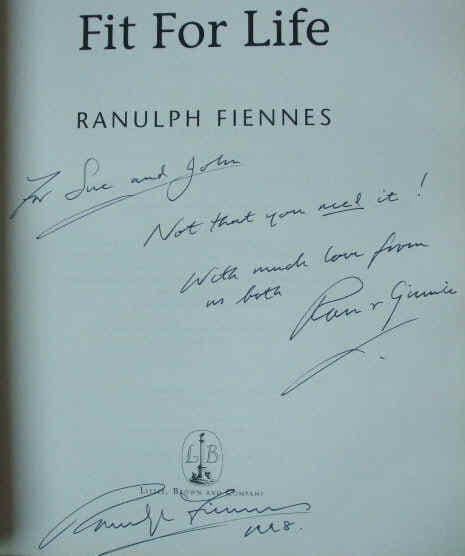 Fit For Life
RANULPH FIENNES
For Sue and John
Not that you need it!
With much love from
us both Ran & Ginnie
L B
LITTLE, BROWN AND COMPANY
Ranulph Fiennes
1998.